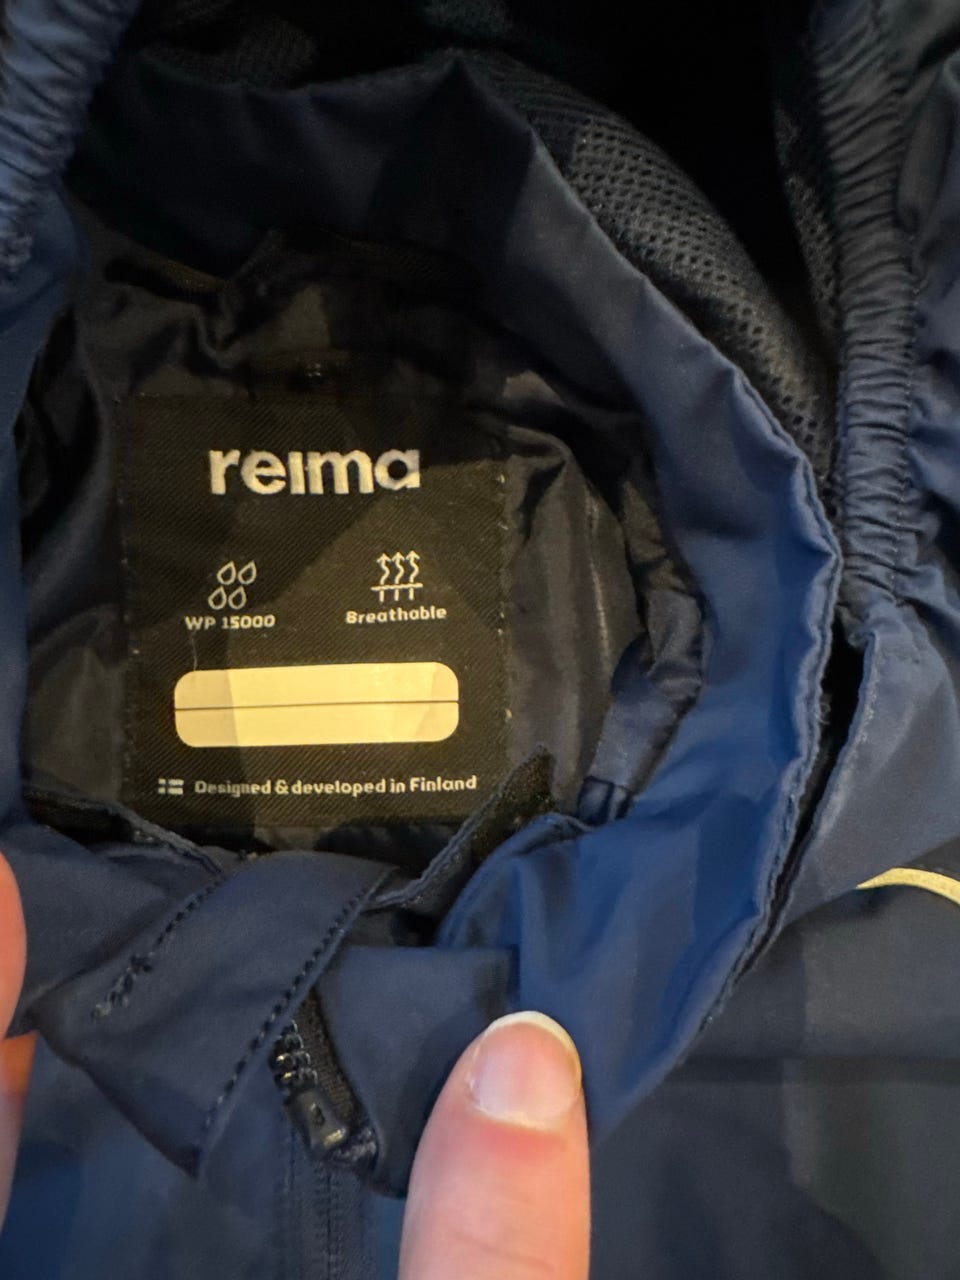 reima
WP 15000
Breathable
Designed & developed in Finland